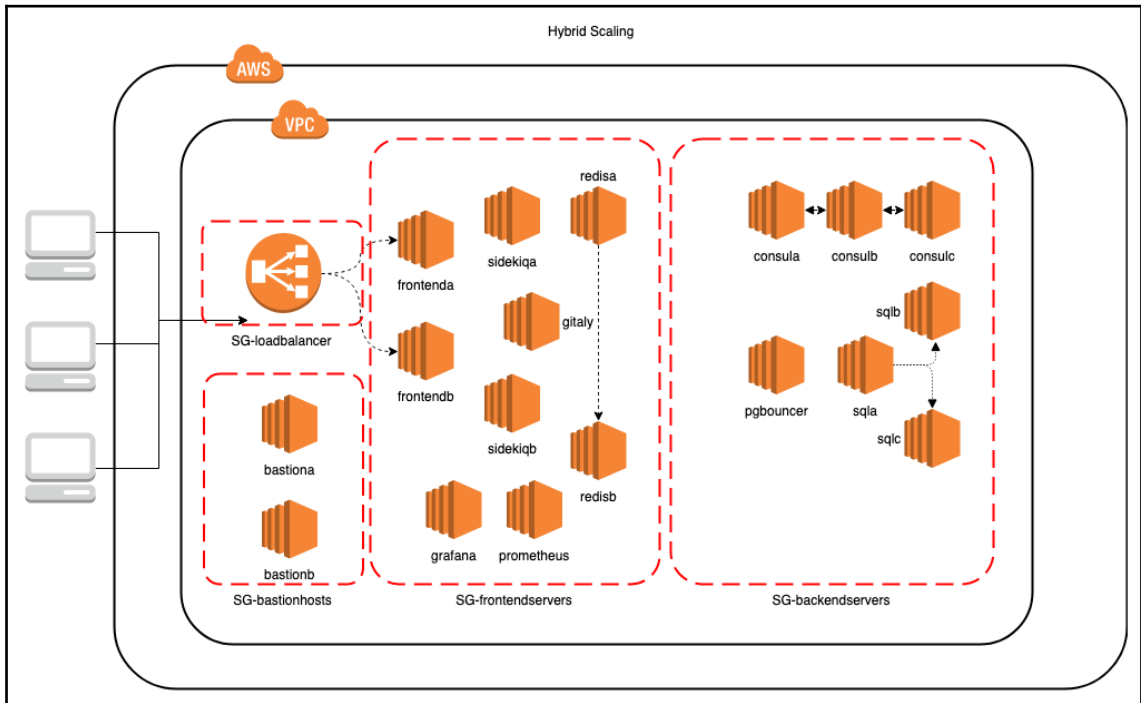 Hybrid Scaling
AWS
VPC
redisa
sidekiqa
frontenda
consula
consulb
consulc
gitaly
sqlb
SG-loadbalancer
frontendb
pgbouncer
sqla
sqlc
bastiona
sidekiqb
redisb
grafana
prometheus
bastionb
SG-bastionhosts
SG-frontendservers
SG-backendservers